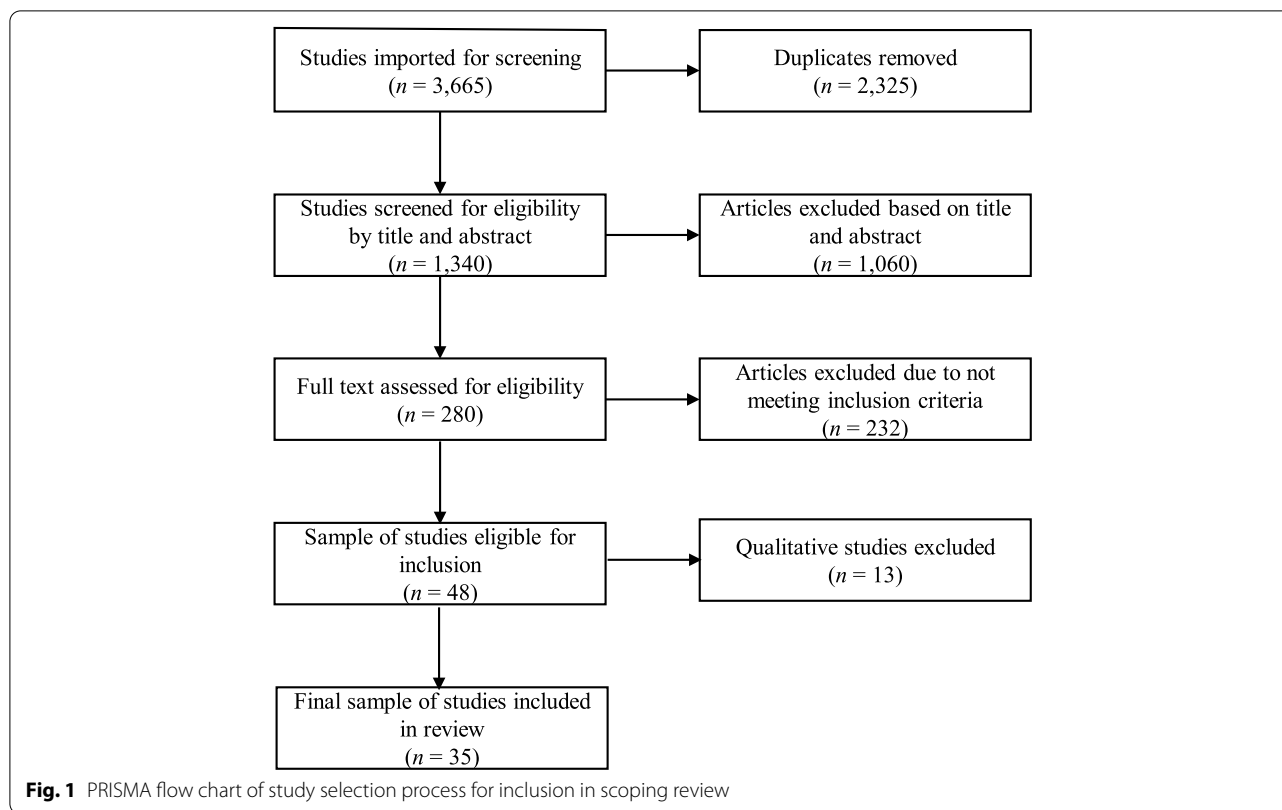 Studies imported for screening
(n = 3,665)
Duplicates removed
(n = 2,325)
Studies screened for eligibility
by title and abstract
(n = 1,340)
Articles excluded based on title
and abstract
(n = 1,060)
Full text assessed for eligibility
(n = 280)
Articles excluded due to not
meeting inclusion criteria
(n = 232)
Sample of studies eligible for
inclusion
(n = 48)
Qualitative studies excluded
(n = 13)
Final sample of studies included
in review
(n = 35)
Fig. 1 PRISMA flow chart of study selection process for inclusion in scoping review